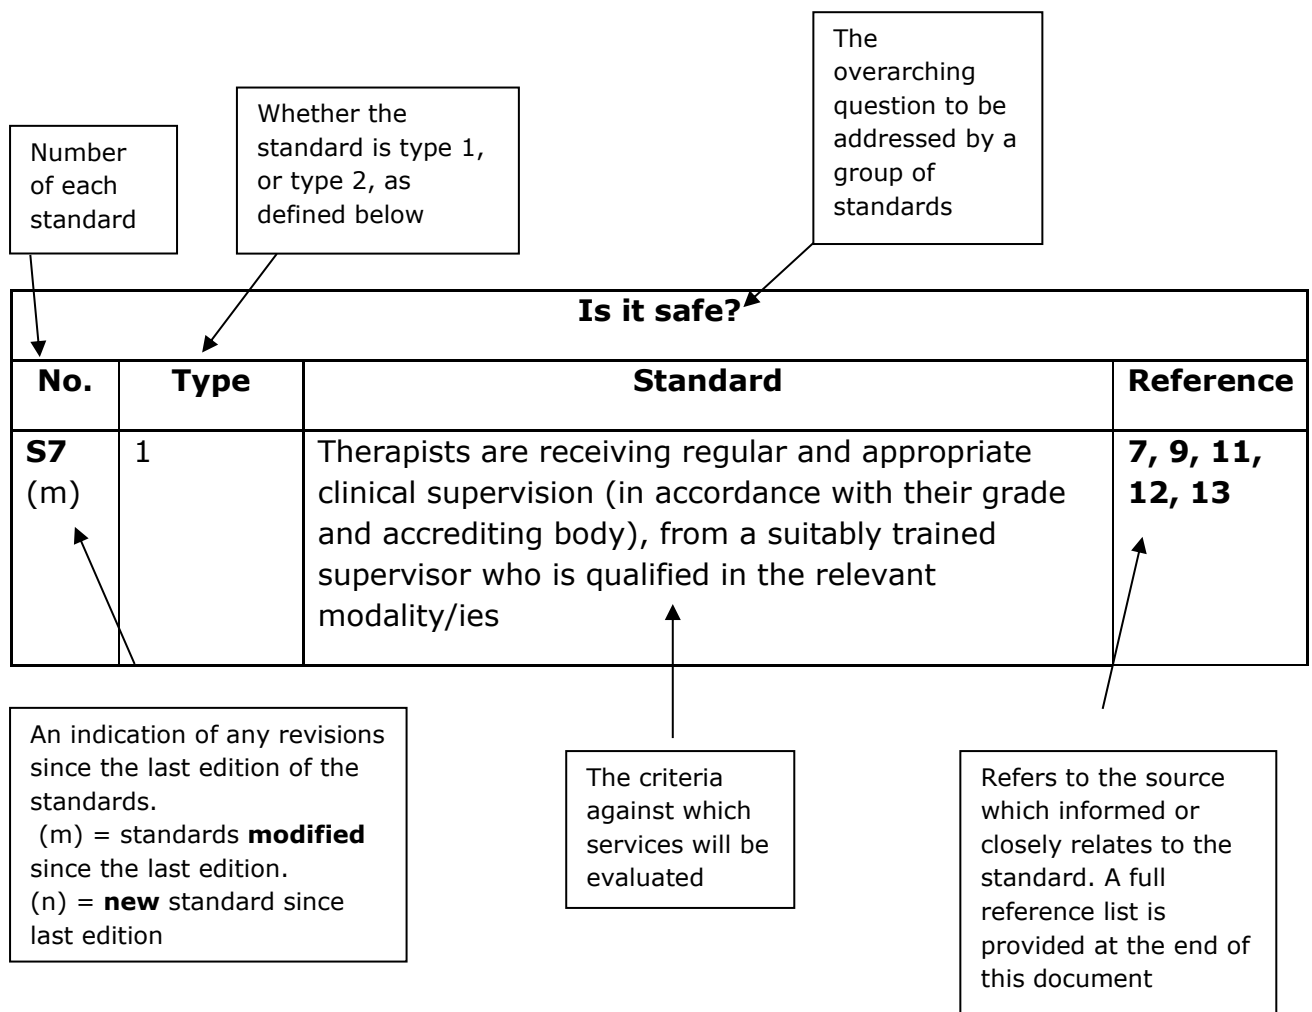 The
overarching
question to be
addressed by a
group of
standards
Whether the
standard is type 1,
or type 2, as
defined below
Number
of each
standard
Is it safe?
No.
Type
Standard
Reference
S7
(m)
1
Therapists are receiving regular and appropriate
clinical supervision (in accordance with their grade
and accrediting body), from a suitably trained
supervisor who is qualified in the relevant
modality/ies
7, 9, 11,
12, 13
An indication of any revisions
since the last edition of the
standards.
(m) = standards modified
since the last edition.
(n) = new standard since
last edition
The criteria
against which
services will be
evaluated
Refers to the source
which informed or
closely relates to the
standard. A full
reference list is
provided at the end of
this document